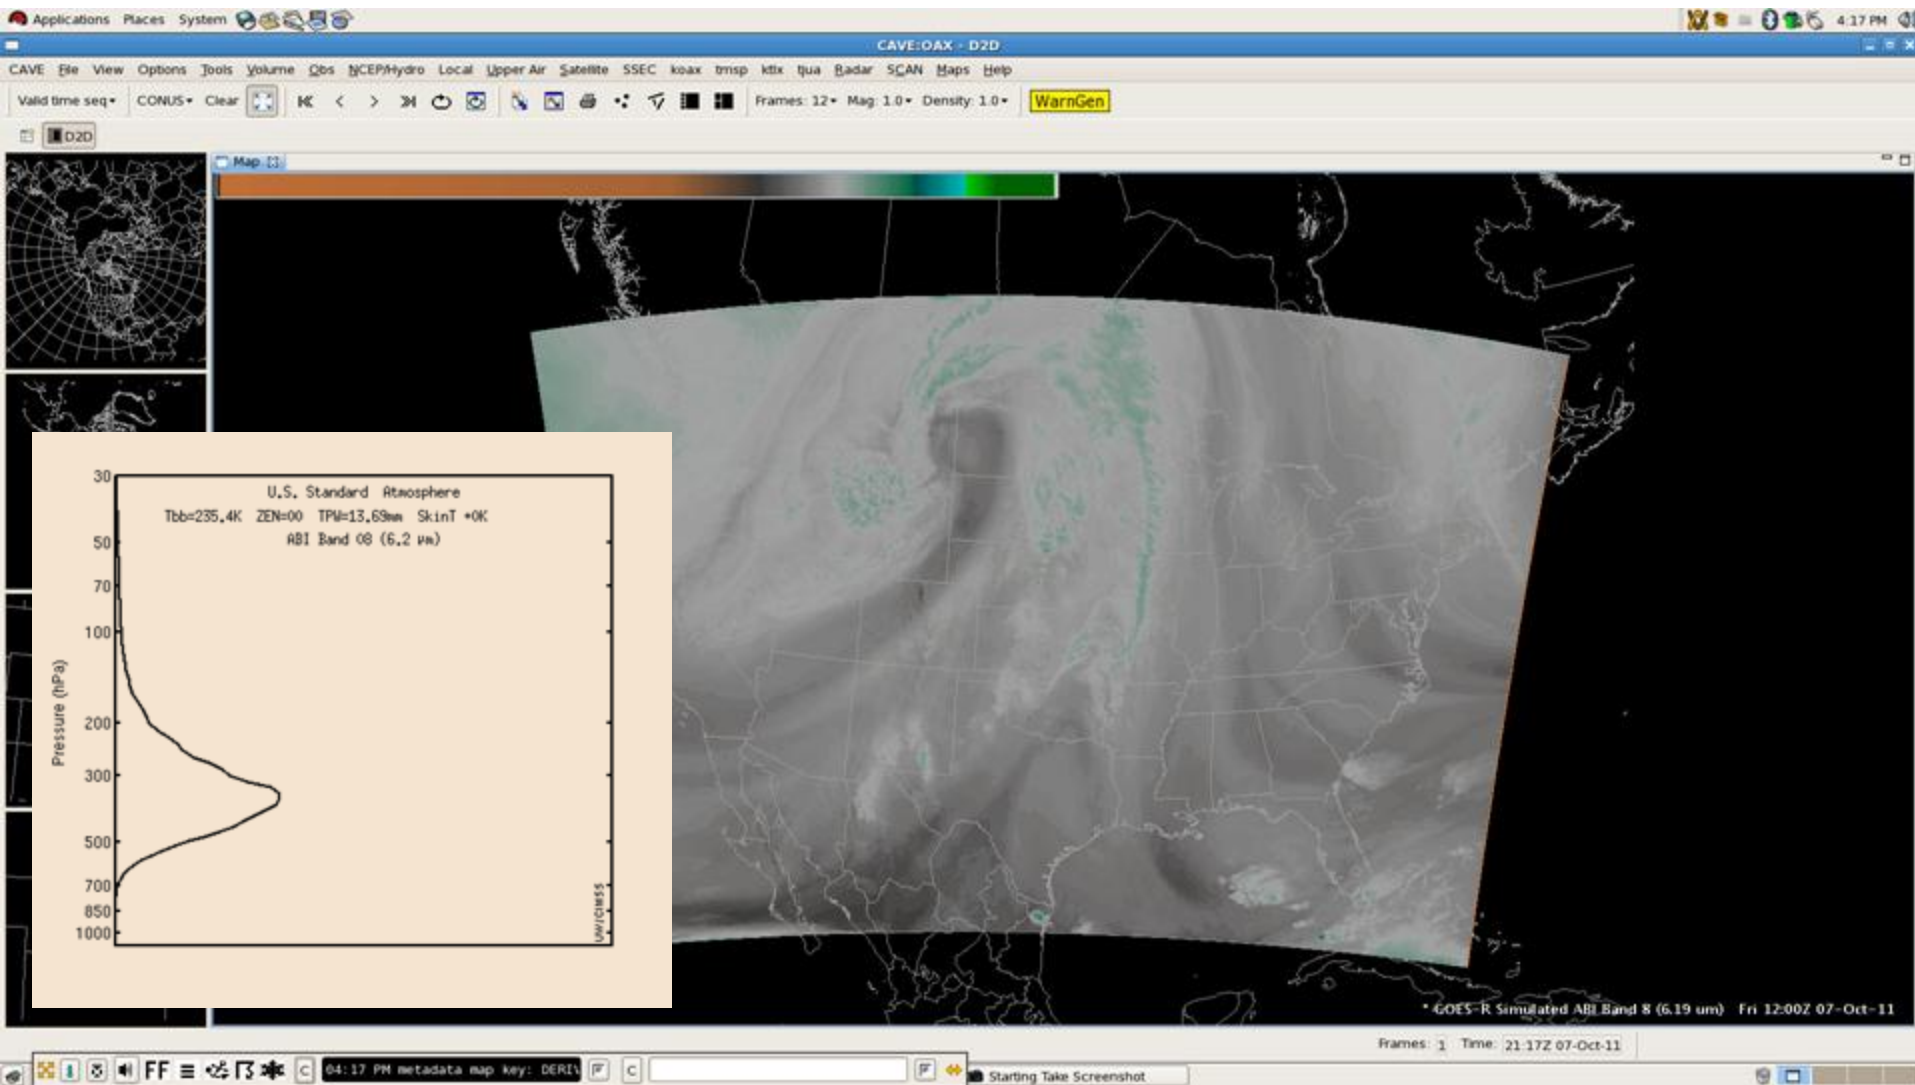 Applications Places System 4:17 PM
CAVE:OAX - D2D
CAVE File View Options Tools Volume Obs NCEP/Hydro Local Upper Air Satellite SSEC koax tmsp ktlx tjua Radar SCAN Maps Help
Valid time seq CONUS Clear Frames: 12 Mag: 1.0 Density: 1.0 WarnGen
D2D
Map
30
U.S. Standard Atmosphere
Tbb=235.4K ZEN=00 TPW=13.69mm SkinT +0K
ABI Band 08 (6.2 µm)
50
70
100
Pressure (hPa)
200
300
500
700
850
1000
UW/CIMSS
* GOES-R Simulated ABI Band 8 (6.19 um) Fri 12:00Z 07-Oct-11
Frames: 1 Time: 21:17Z 07-Oct-11
FF C 04:17 PM metadata map key: DERIV F C F
Starting Take Screenshot